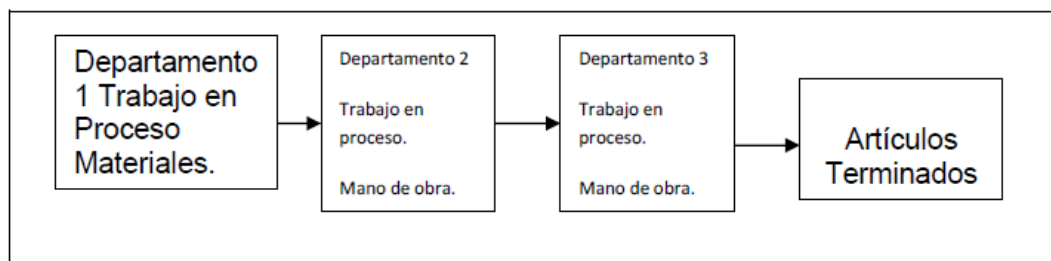 Departamento
1 Trabajo en
Proceso
Materiales.
Departamento 2
Trabajo en
proceso.
Mano de obra.
Departamento 3
Trabajo en
proceso.
Mano de obra.
Artículos
Terminados